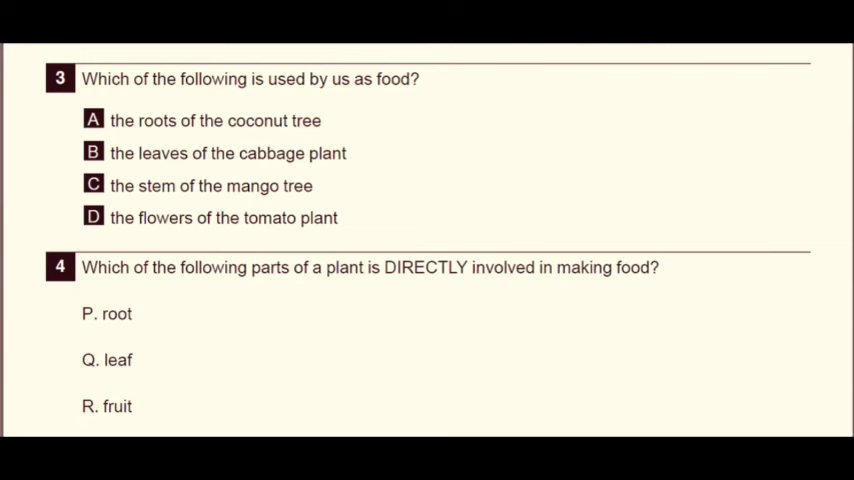 3 Which of the following is used by us as food?
A the roots of the coconut tree
B the leaves of the cabbage plant
C the stem of the mango tree
D the flowers of the tomato plant
4 Which of the following parts of a plant is DIRECTLY involved in making food?
P. root
Q. leaf
R. fruit